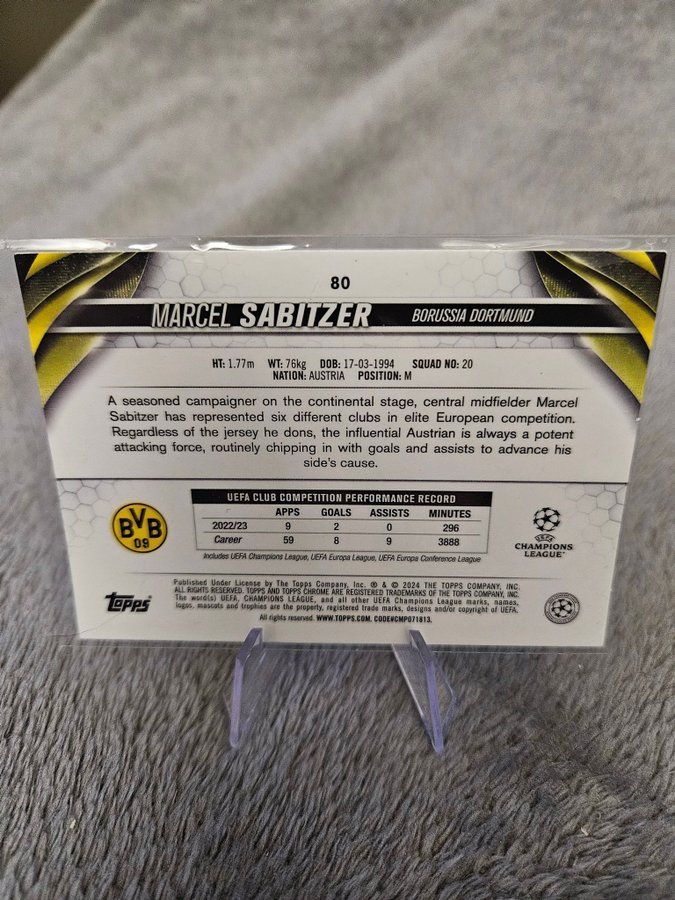 80
MARCEL SABITZER BORUSSIA DORTMUND
HT: 1.77m WT: 76kg DOB: 17-03-1994 SQUAD NO: 20
NATION: AUSTRIA POSITION: M
A seasoned campaigner on the continental stage, central midfielder Marcel
Sabitzer has represented six different clubs in elite European competition.
Regardless of the jersey he dons, the influential Austrian is always a potent
attacking force, routinely chipping in with goals and assists to advance his
side's cause.
UEFA CLUB COMPETITION PERFORMANCE RECORD
APPS GOALS ASSISTS MINUTES
2022/23 9 2 0 296
Career 59 8 9 3888
Includes UEFA Champions League, UEFA Europa League, UEFA Europa Conference League
BVB
09
UEFA
CHAMPIONS
LEAGUE
topps
Published Under License by The Topps Company, Inc. ® & © 2024 THE TOPPS COMPANY, INC.
ALL RIGHTS RESERVED. TOPPS AND TOPPS CHROME ARE REGISTERED TRADEMARKS OF THE TOPPS COMPANY, INC.
The word(s) UEFA, CHAMPIONS LEAGUE, and all other UEFA Champions League marks, names,
logos, mascots and trophies are the property, registered trade marks, designs and/or copyright of UEFA.
All rights reserved. WWW.TOPPS.COM. CODE#CMP071813.